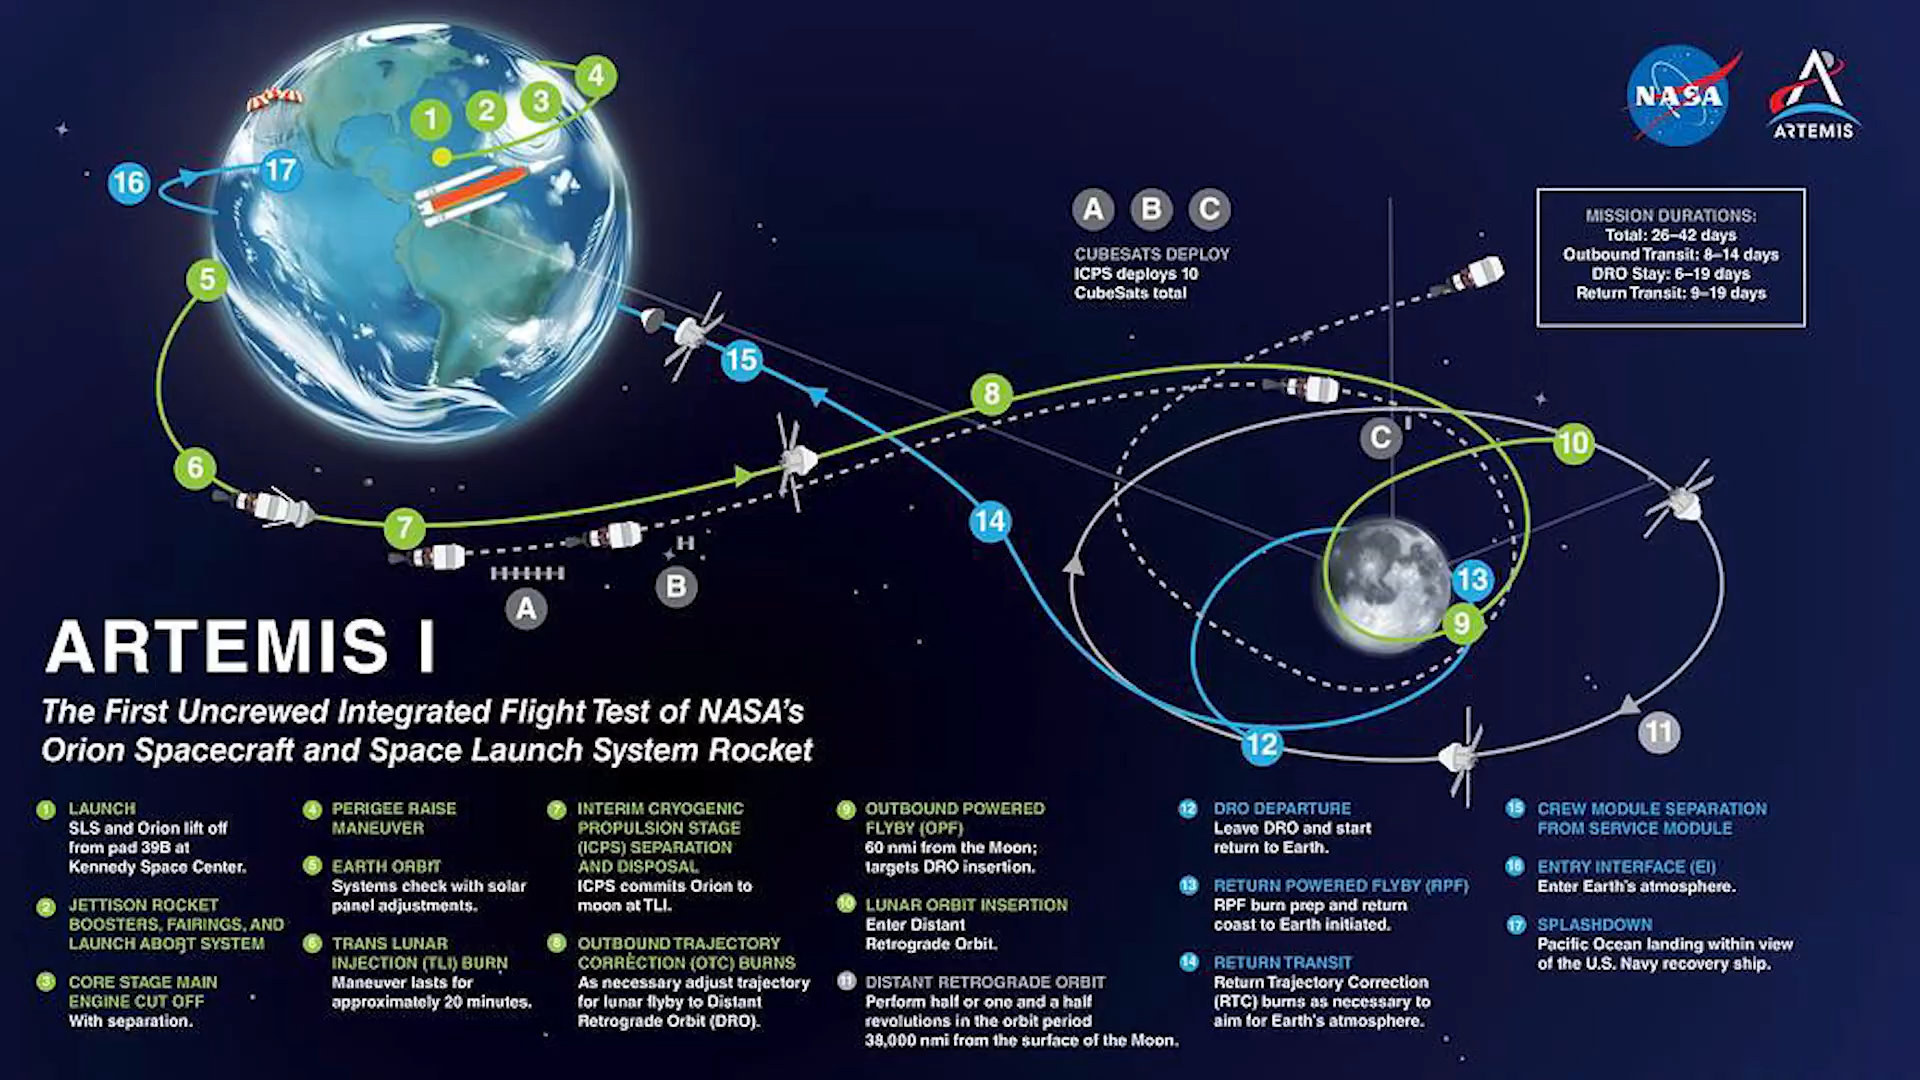 4
1
2
3
NASA
ARTEMIS
16
17
A B C
CUBESATS DEPLOY
ICPS deploys 10
CubeSats total
MISSION DURATIONS:
Total: 26–42 days
Outbound Transit: 8–14 days
DRO Stay: 6–19 days
Return Transit: 9–19 days
5
15
8
C
10
6
7
14
B
A
13
9
12
11
ARTEMIS I
The First Uncrewed Integrated Flight Test of NASA's
Orion Spacecraft and Space Launch System Rocket
1 LAUNCH
SLS and Orion lift off
from pad 39B at
Kennedy Space Center.
2 JETTISON ROCKET
BOOSTERS, FAIRINGS, AND
LAUNCH ABORT SYSTEM
3 CORE STAGE MAIN
ENGINE CUT OFF
With separation.
4 PERIGEE RAISE
MANEUVER
5 EARTH ORBIT
Systems check with solar
panel adjustments.
6 TRANS LUNAR
INJECTION (TLI) BURN
Maneuver lasts for
approximately 20 minutes.
7 INTERIM CRYOGENIC
PROPULSION STAGE
(ICPS) SEPARATION
AND DISPOSAL
ICPS commits Orion to
moon at TLI.
8 OUTBOUND TRAJECTORY
CORRECTION (OTC) BURNS
As necessary adjust trajectory
for lunar flyby to Distant
Retrograde Orbit (DRO).
9 OUTBOUND POWERED
FLYBY (OPF)
60 nmi from the Moon;
targets DRO insertion.
10 LUNAR ORBIT INSERTION
Enter Distant
Retrograde Orbit.
11 DISTANT RETROGRADE ORBIT
Perform half or one and a half
revolutions in the orbit period
38,000 nmi from the surface of the Moon.
12 DRO DEPARTURE
Leave DRO and start
return to Earth.
13 RETURN POWERED FLYBY (RPF)
RPF burn prep and return
coast to Earth initiated.
14 RETURN TRANSIT
Return Trajectory Correction
(RTC) burns as necessary to
aim for Earth's atmosphere.
15 CREW MODULE SEPARATION
FROM SERVICE MODULE
16 ENTRY INTERFACE (EI)
Enter Earth's atmosphere.
17 SPLASHDOWN
Pacific Ocean landing within view
of the U.S. Navy recovery ship.